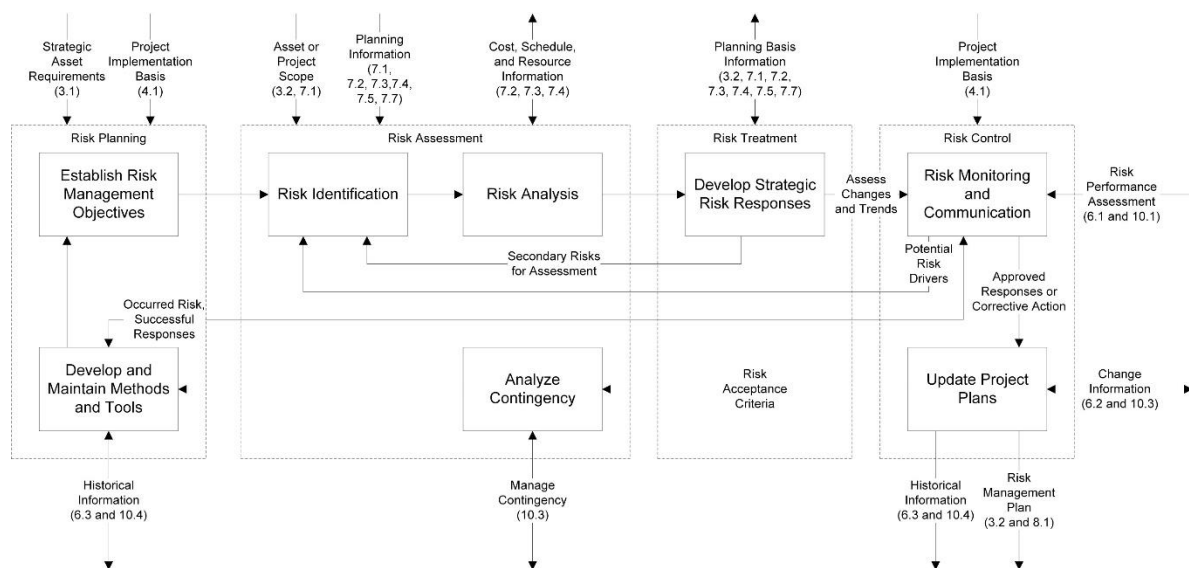 Strategic
Asset
Requirements
(3.1)
Project
Implementation
Basis
(4.1)
Asset or
Project
Scope
(3.2, 7.1)
Planning
Information
(7.1,
7.2, 7.3,7.4,
7.5, 7.7)
Cost, Schedule,
and Resource
Information
(7.2, 7.3, 7.4)
Planning Basis
Information
(3.2, 7.1, 7.2,
7.3, 7.4, 7.5, 7.7)
Project
Implementation
Basis
(4.1)
Risk Planning
Risk Assessment
Risk Treatment
Risk Control
Establish Risk
Management
Objectives
Risk Identification
Risk Analysis
Develop Strategic
Risk Responses
Assess
Changes
and Trends
Risk Monitoring
and
Communication
Risk
Performance
Assessment
(6.1 and 10.1)
Secondary Risks
for Assessment
Potential
Risk
Drivers
Approved
Responses or
Corrective Action
Occurred Risk,
Successful
Responses
Develop and
Maintain Methods
and Tools
Analyze
Contingency
Risk
Acceptance
Criteria
Update Project
Plans
Change
Information
(6.2 and 10.3)
Historical
Information
(6.3 and 10.4)
Manage
Contingency
(10.3)
Historical
Information
(6.3 and 10.4)
Risk
Management
Plan
(3.2 and 8.1)